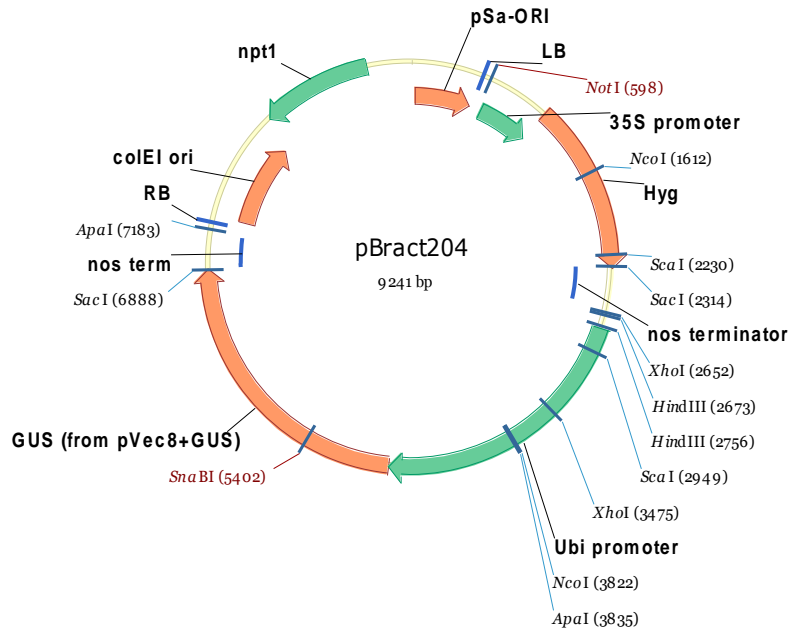 pSa-ORI
npt1
LB
NotI (598)
35S promoter
colEI ori
NcoI (1612)
Hyg
RB
ApaI (7183)
pBract204
9241 bp
nos term
ScaI (2230)
SacI (6888)
SacI (2314)
nos terminator
XhoI (2652)
HindIII (2673)
GUS (from pVec8+GUS)
HindIII (2756)
SnaBI (5402)
ScaI (2949)
XhoI (3475)
Ubi promoter
NcoI (3822)
ApaI (3835)